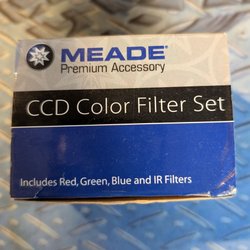 MEADE®
Premium Accessory
CCD Color Filter Set
Includes Red, Green, Blue and IR Filters